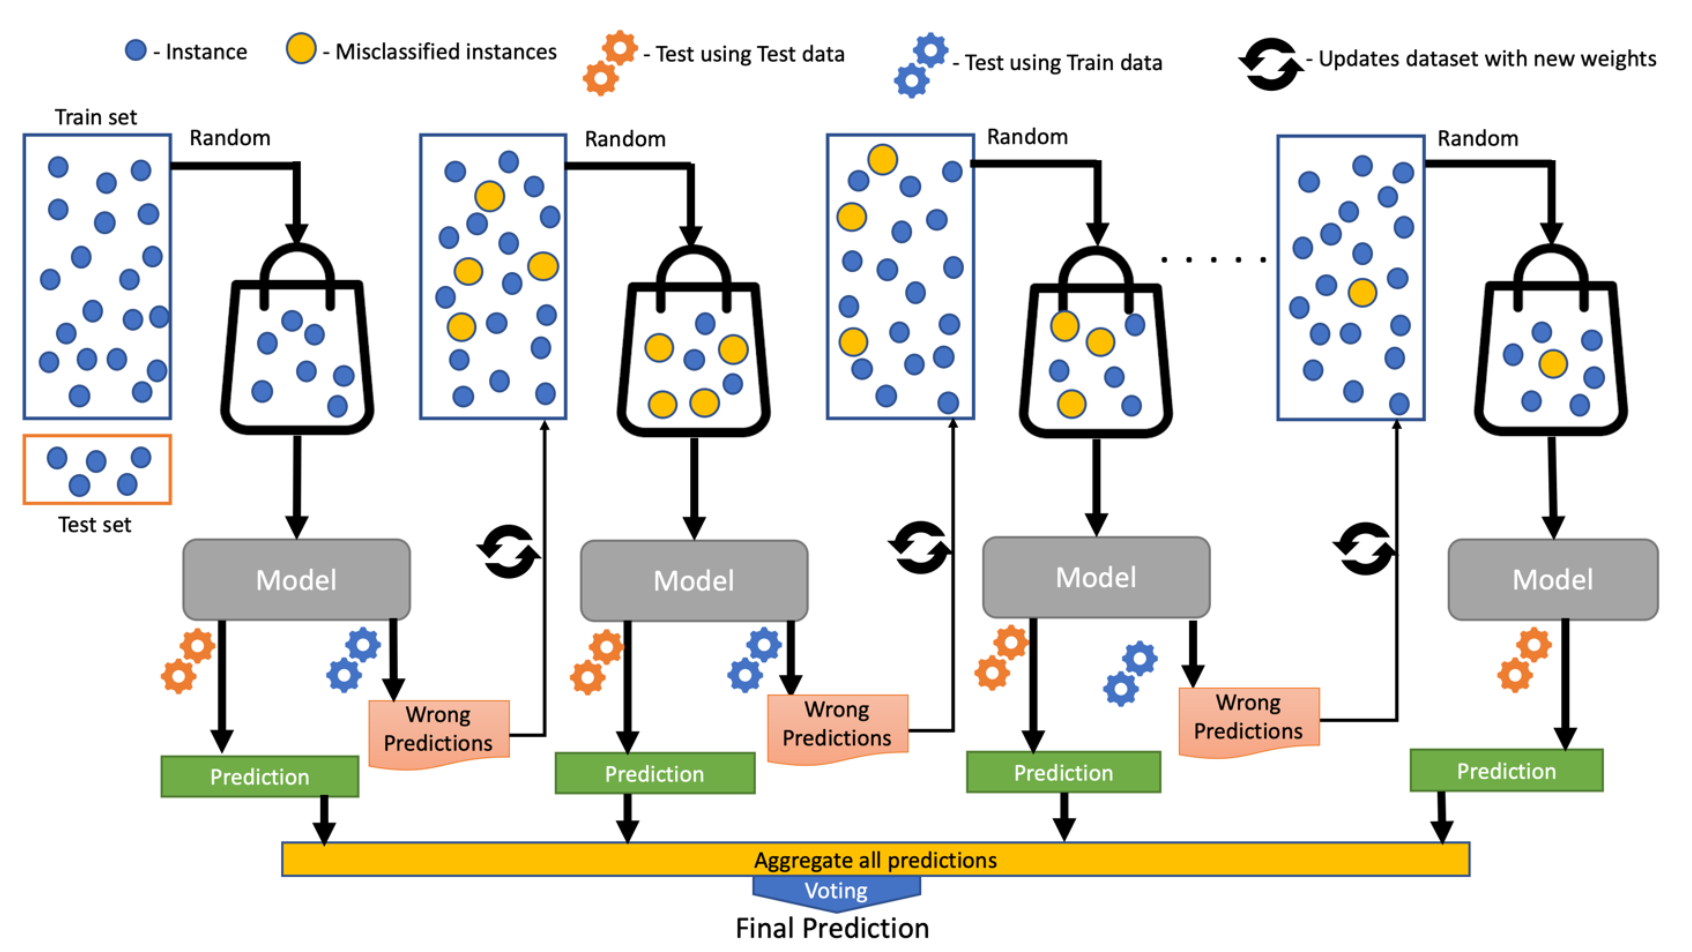 - Instance
- Misclassified instances
- Test using Test data
- Test using Train data
- Updates dataset with new weights
Train set
Random
Random
Random
Random
. . . . . .
Test set
Model
Model
Model
Model
Wrong
Predictions
Wrong
Predictions
Wrong
Predictions
Prediction
Prediction
Prediction
Prediction
Aggregate all predictions
Voting
Final Prediction